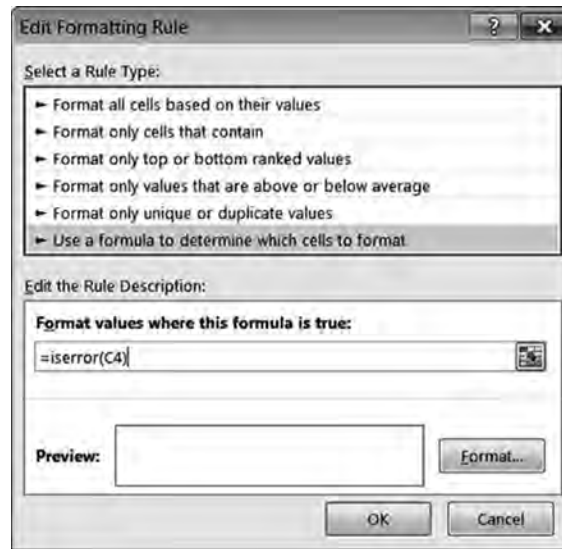 Edit Formatting Rule ? X
Select a Rule Type:
► Format all cells based on their values
► Format only cells that contain
► Format only top or bottom ranked values
► Format only values that are above or below average
► Format only unique or duplicate values
► Use a formula to determine which cells to format
Edit the Rule Description:
Format values where this formula is true:
=iserror(C4)
Preview:
Format...
OK Cancel